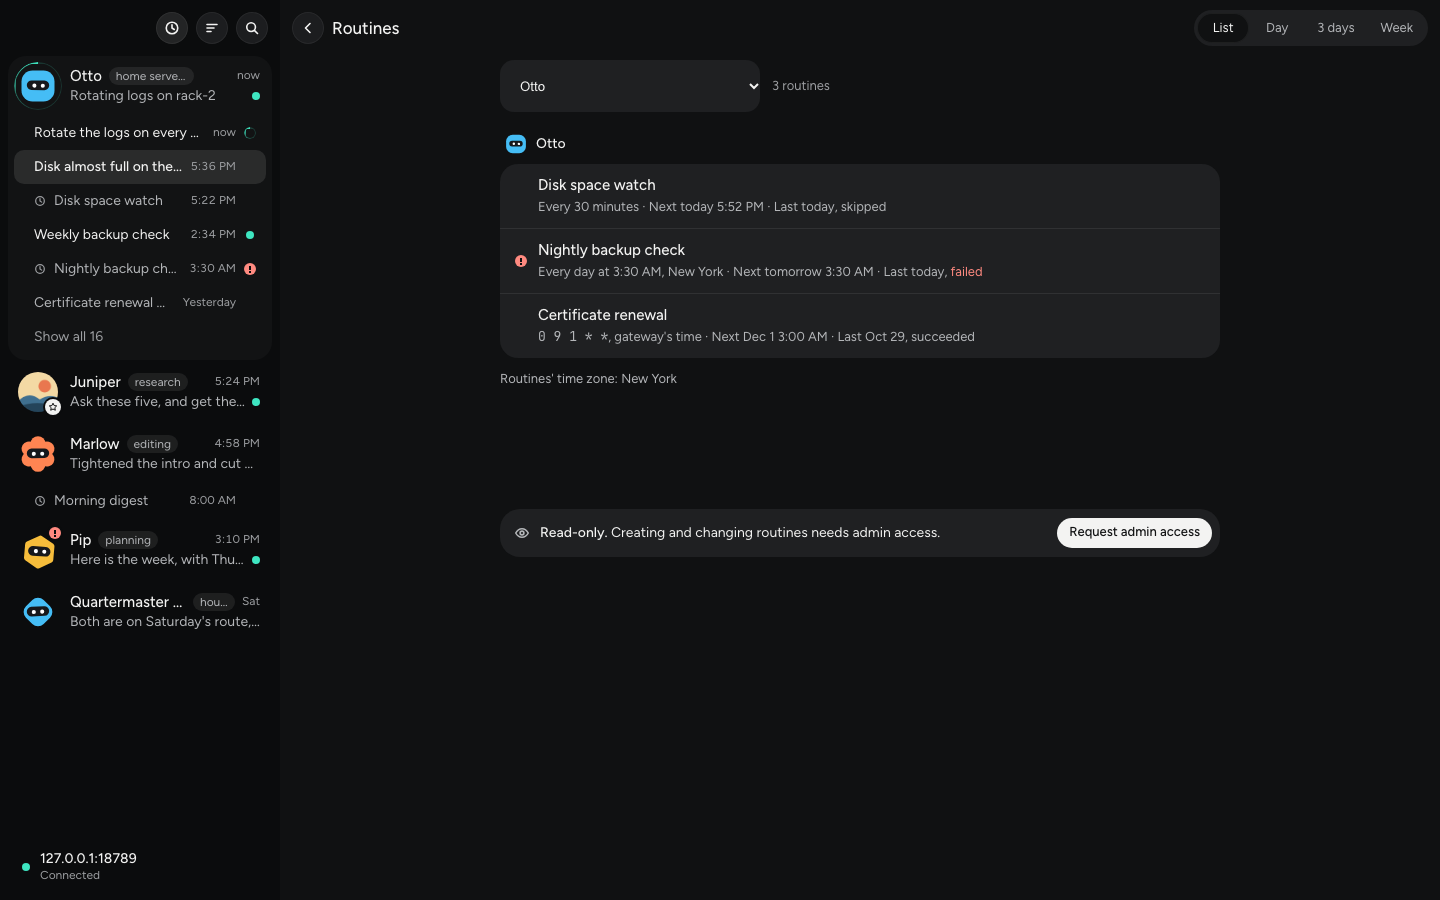 Routines
List Day 3 days Week
Otto home serve... now
Rotating logs on rack-2
Rotate the logs on every ... now
Disk almost full on the... 5:36 PM
Disk space watch 5:22 PM
Weekly backup check 2:34 PM
Nightly backup ch... 3:30 AM
Certificate renewal ... Yesterday
Show all 16
Juniper research 5:24 PM
Ask these five, and get the...
Marlow editing 4:58 PM
Tightened the intro and cut ...
Morning digest 8:00 AM
Pip planning 3:10 PM
Here is the week, with Thu...
Quartermaster ... hou... Sat
Both are on Saturday's route,...
127.0.0.1:18789
Connected
Otto 3 routines
Otto
Disk space watch
Every 30 minutes · Next today 5:52 PM · Last today, skipped
Nightly backup check
Every day at 3:30 AM, New York · Next tomorrow 3:30 AM · Last today, failed
Certificate renewal
0 9 1 * *, gateway's time · Next Dec 1 3:00 AM · Last Oct 29, succeeded
Routines' time zone: New York
Read-only. Creating and changing routines needs admin access. Request admin access